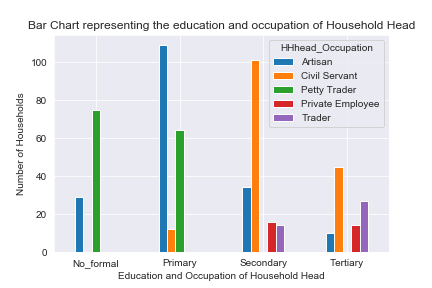 Bar Chart representing the education and occupation of Household Head
HHhead_Occupation
Artisan
Civil Servant
Petty Trader
Private Employee
Trader
Number of Households
100
80
60
40
20
0
No_formal Primary Secondary Tertiary
Education and Occupation of Household Head